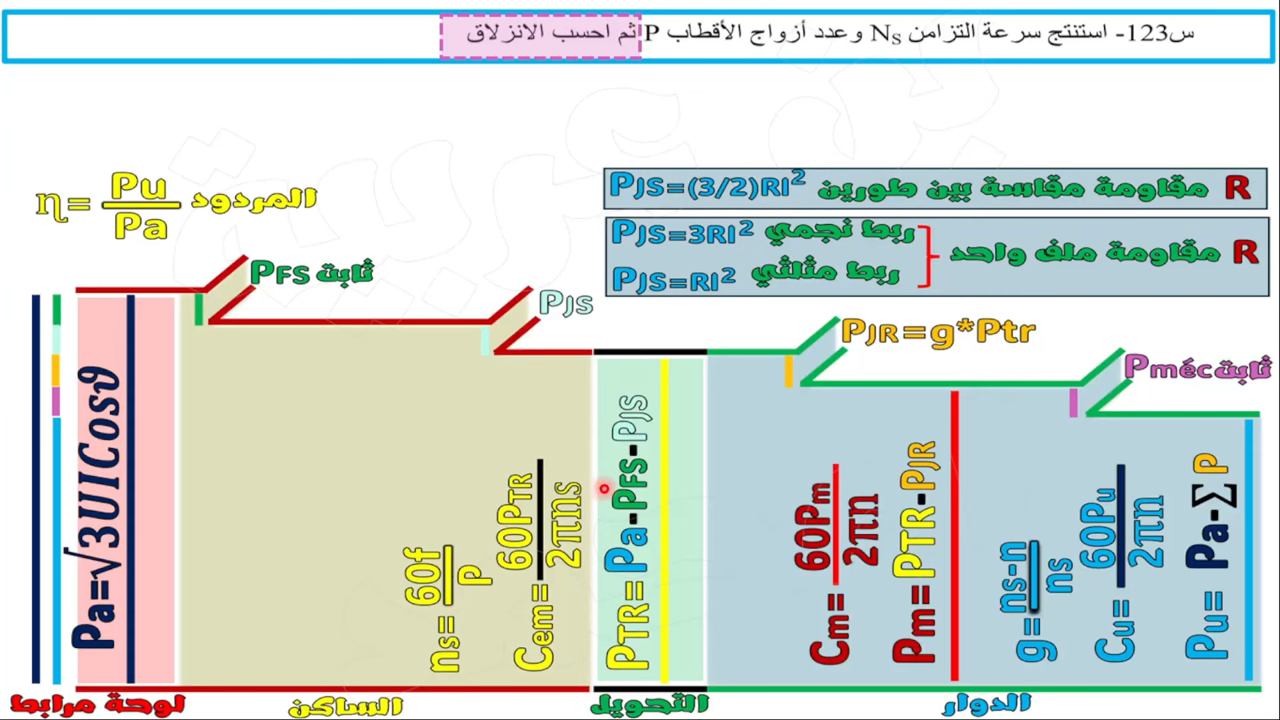 س123- استنتج سرعة التزامن NS وعدد أزواج الأقطاب P ثم احسب الانزلاق
R مقاومة مقاسة بين طورين PJS=(3/2)RI²
η= Pu/Pa المردود
R مقاومة ملف واحد
ربط نجمي PJS=3RI²
ربط مثلثي PJS=RI²
PFS ثابت
PJS
PJR=g*Ptr
Pméc ثابت
Pa=√3UICosϑ
ns= 60f/P
Cem= 60PTR/2πns
PTR= Pa-PFS-PJS
Cm= 60Pm/2πn
Pm= PTR-PJR
g= ns-n/ns
Cu= 60Pu/2πn
Pu= Pa-Σ P
لوحة مرابط
الساكن
التحويل
الدوار